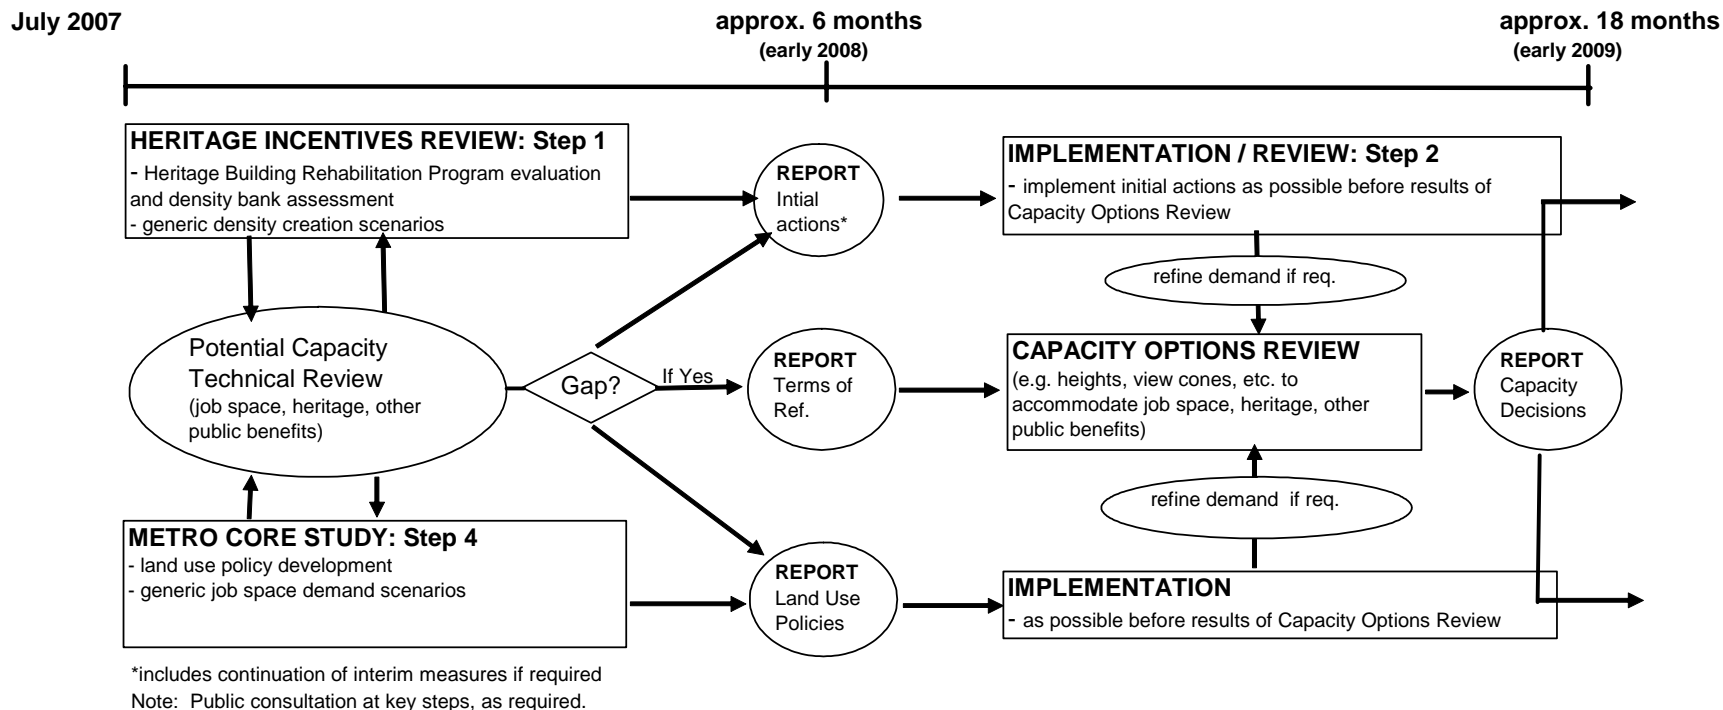 July 2007
approx. 6 months
(early 2008)
approx. 18 months
(early 2009)
HERITAGE INCENTIVES REVIEW: Step 1
- Heritage Building Rehabilitation Program evaluation
and density bank assessment
- generic density creation scenarios
REPORT
Intial
actions*
IMPLEMENTATION / REVIEW: Step 2
- implement initial actions as possible before results of
Capacity Options Review
refine demand if req.
Potential Capacity
Technical Review
(job space, heritage, other
public benefits)
Gap?
If Yes
REPORT
Terms of
Ref.
CAPACITY OPTIONS REVIEW
(e.g. heights, view cones, etc. to
accommodate job space, heritage, other
public benefits)
REPORT
Capacity
Decisions
refine demand if req.
METRO CORE STUDY: Step 4
- land use policy development
- generic job space demand scenarios
REPORT
Land Use
Policies
IMPLEMENTATION
- as possible before results of Capacity Options Review
*includes continuation of interim measures if required
Note: Public consultation at key steps, as required.